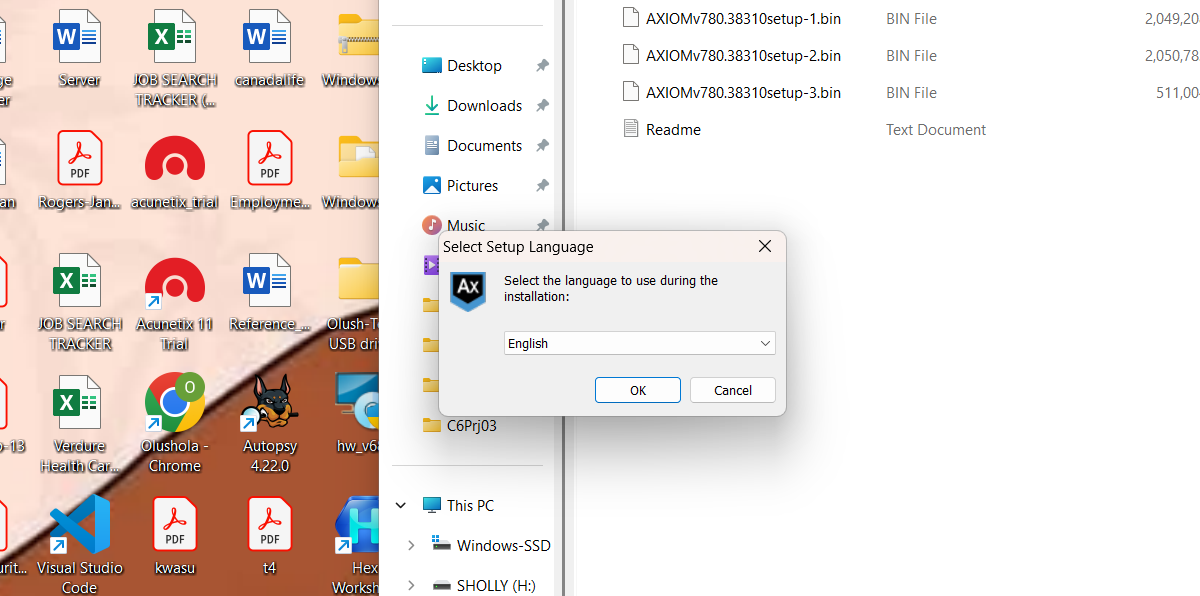 Server
JOB SEARCH
TRACKER (...
canadalife
Window
Rogers-Jan...
acunetix_trial
Employme...
Window
JOB SEARCH
TRACKER
Acunetix 11
Trial
Reference_...
Olush-T
USB dri
-13
Verdure
Health Car...
O
Olushola -
Chrome
Autopsy
4.22.0
hw_v6
Visual Studio
Code
PDF
kwasu
PDF
t4
Hex
Worksh
Desktop
Downloads
Documents
Pictures
Music
C6Prj03
This PC
Windows-SSD
SHOLLY (H:)
AXIOMv780.38310setup-1.bin BIN File 2,049,20
AXIOMv780.38310setup-2.bin BIN File 2,050,78
AXIOMv780.38310setup-3.bin BIN File 511,00
Readme Text Document
Select Setup Language
Ax
Select the language to use during the
installation:
English
OK
Cancel